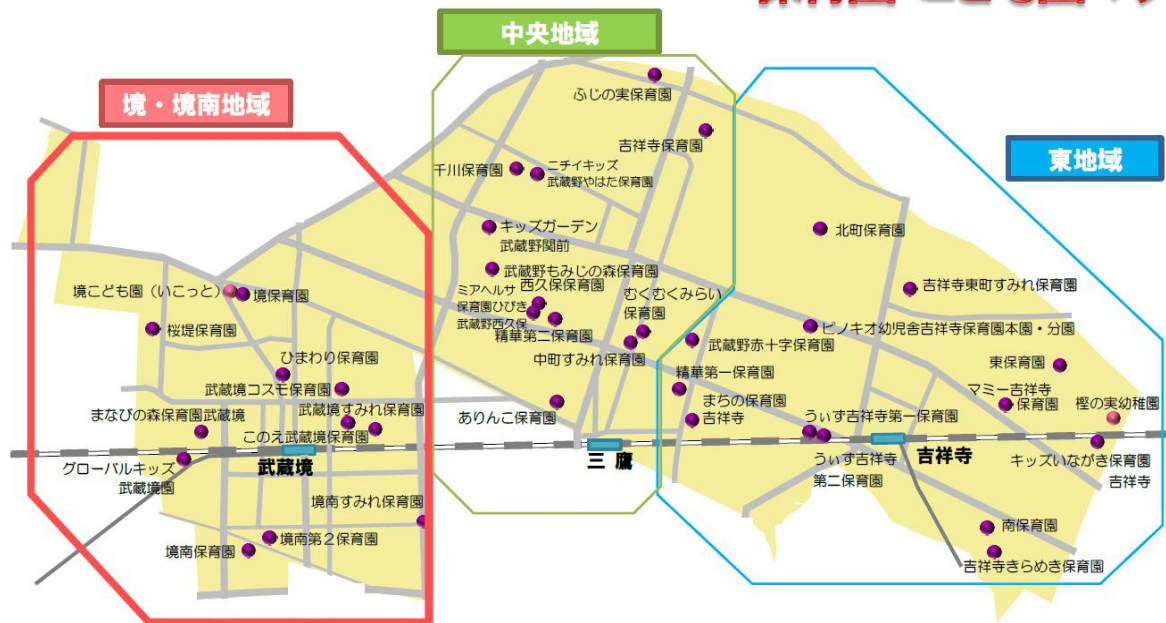 中央地域
境・境南地域
東地域
ふじの実保育園
吉祥寺保育園
千川保育園
ニチイキッズ
武蔵野やはた保育園
キッズガーデン
武蔵野関前
北町保育園
武蔵野もみじの森保育園
吉祥寺東町すみれ保育園
境こども園(いこっと)
境保育園
ミアヘルサ
保育園ひびき
武蔵野西久保
西久保保育園
むくむくみらい
保育園
桜堤保育園
精華第二保育園
ピノキオ幼児舎吉祥寺保育園本園・分園
武蔵野赤十字保育園
中町すみれ保育園
ひまわり保育園
東保育園
武蔵境コスモ保育園
精華第一保育園
マミー吉祥寺
保育園
まちの保育園
吉祥寺
樫の実幼稚園
まなびの森保育園武蔵境
武蔵境すみれ保育園
ありんこ保育園
うぃず吉祥寺第一保育園
このえ武蔵境保育園
武蔵境
三鷹
吉祥寺
グローバルキッズ
武蔵境園
うぃず吉祥寺
第二保育園
キッズいながき保育園
吉祥寺
境南すみれ保育園
境南第2保育園
境南保育園
南保育園
吉祥寺きらめき保育園